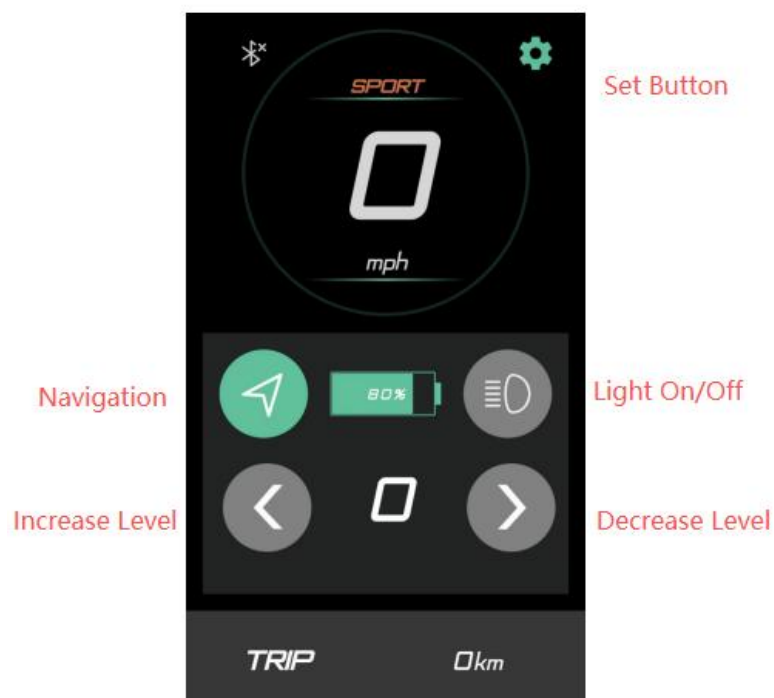 SPORT
Set Button
0
mph
Navigation
80%
Light On/Off
Increase Level
0
Decrease Level
TRIP
0km